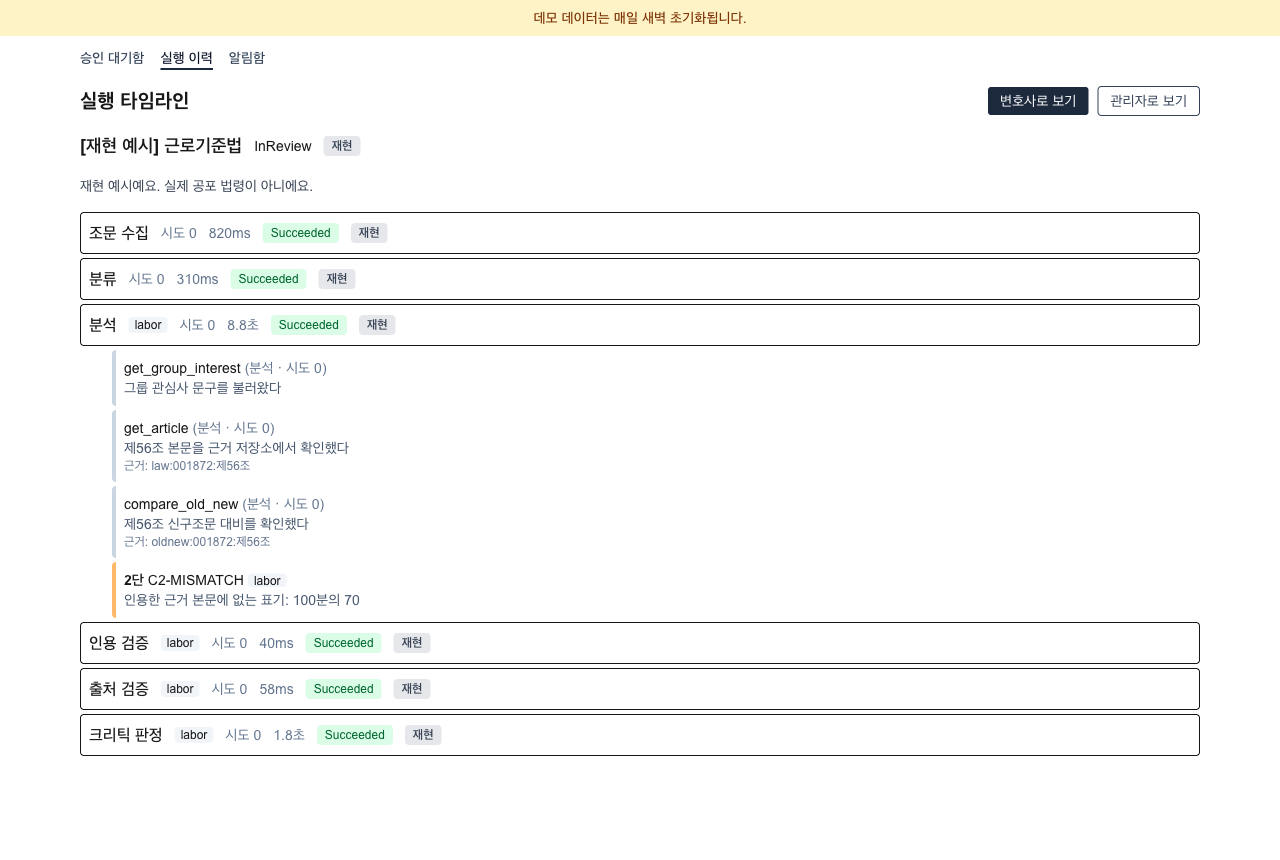 데모 데이터는 매일 새벽 초기화됩니다.
승인 대기함 실행 이력 알림함
실행 타임라인 변호사로 보기 관리자로 보기
[재현 예시] 근로기준법 InReview 재현
재현 예시예요. 실제 공포 법령이 아니에요.
조문 수집 시도 0 820ms Succeeded 재현
분류 시도 0 310ms Succeeded 재현
분석 labor 시도 0 8.8초 Succeeded 재현
get_group_interest (분석 · 시도 0)
그룹 관심사 문구를 불러왔다
get_article (분석 · 시도 0)
제56조 본문을 근거 저장소에서 확인했다
근거: law:001872:제56조
compare_old_new (분석 · 시도 0)
제56조 신구조문 대비를 확인했다
근거: oldnew:001872:제56조
2단 C2-MISMATCH labor
인용한 근거 본문에 없는 표기: 100분의 70
인용 검증 labor 시도 0 40ms Succeeded 재현
출처 검증 labor 시도 0 58ms Succeeded 재현
크리틱 판정 labor 시도 0 1.8초 Succeeded 재현